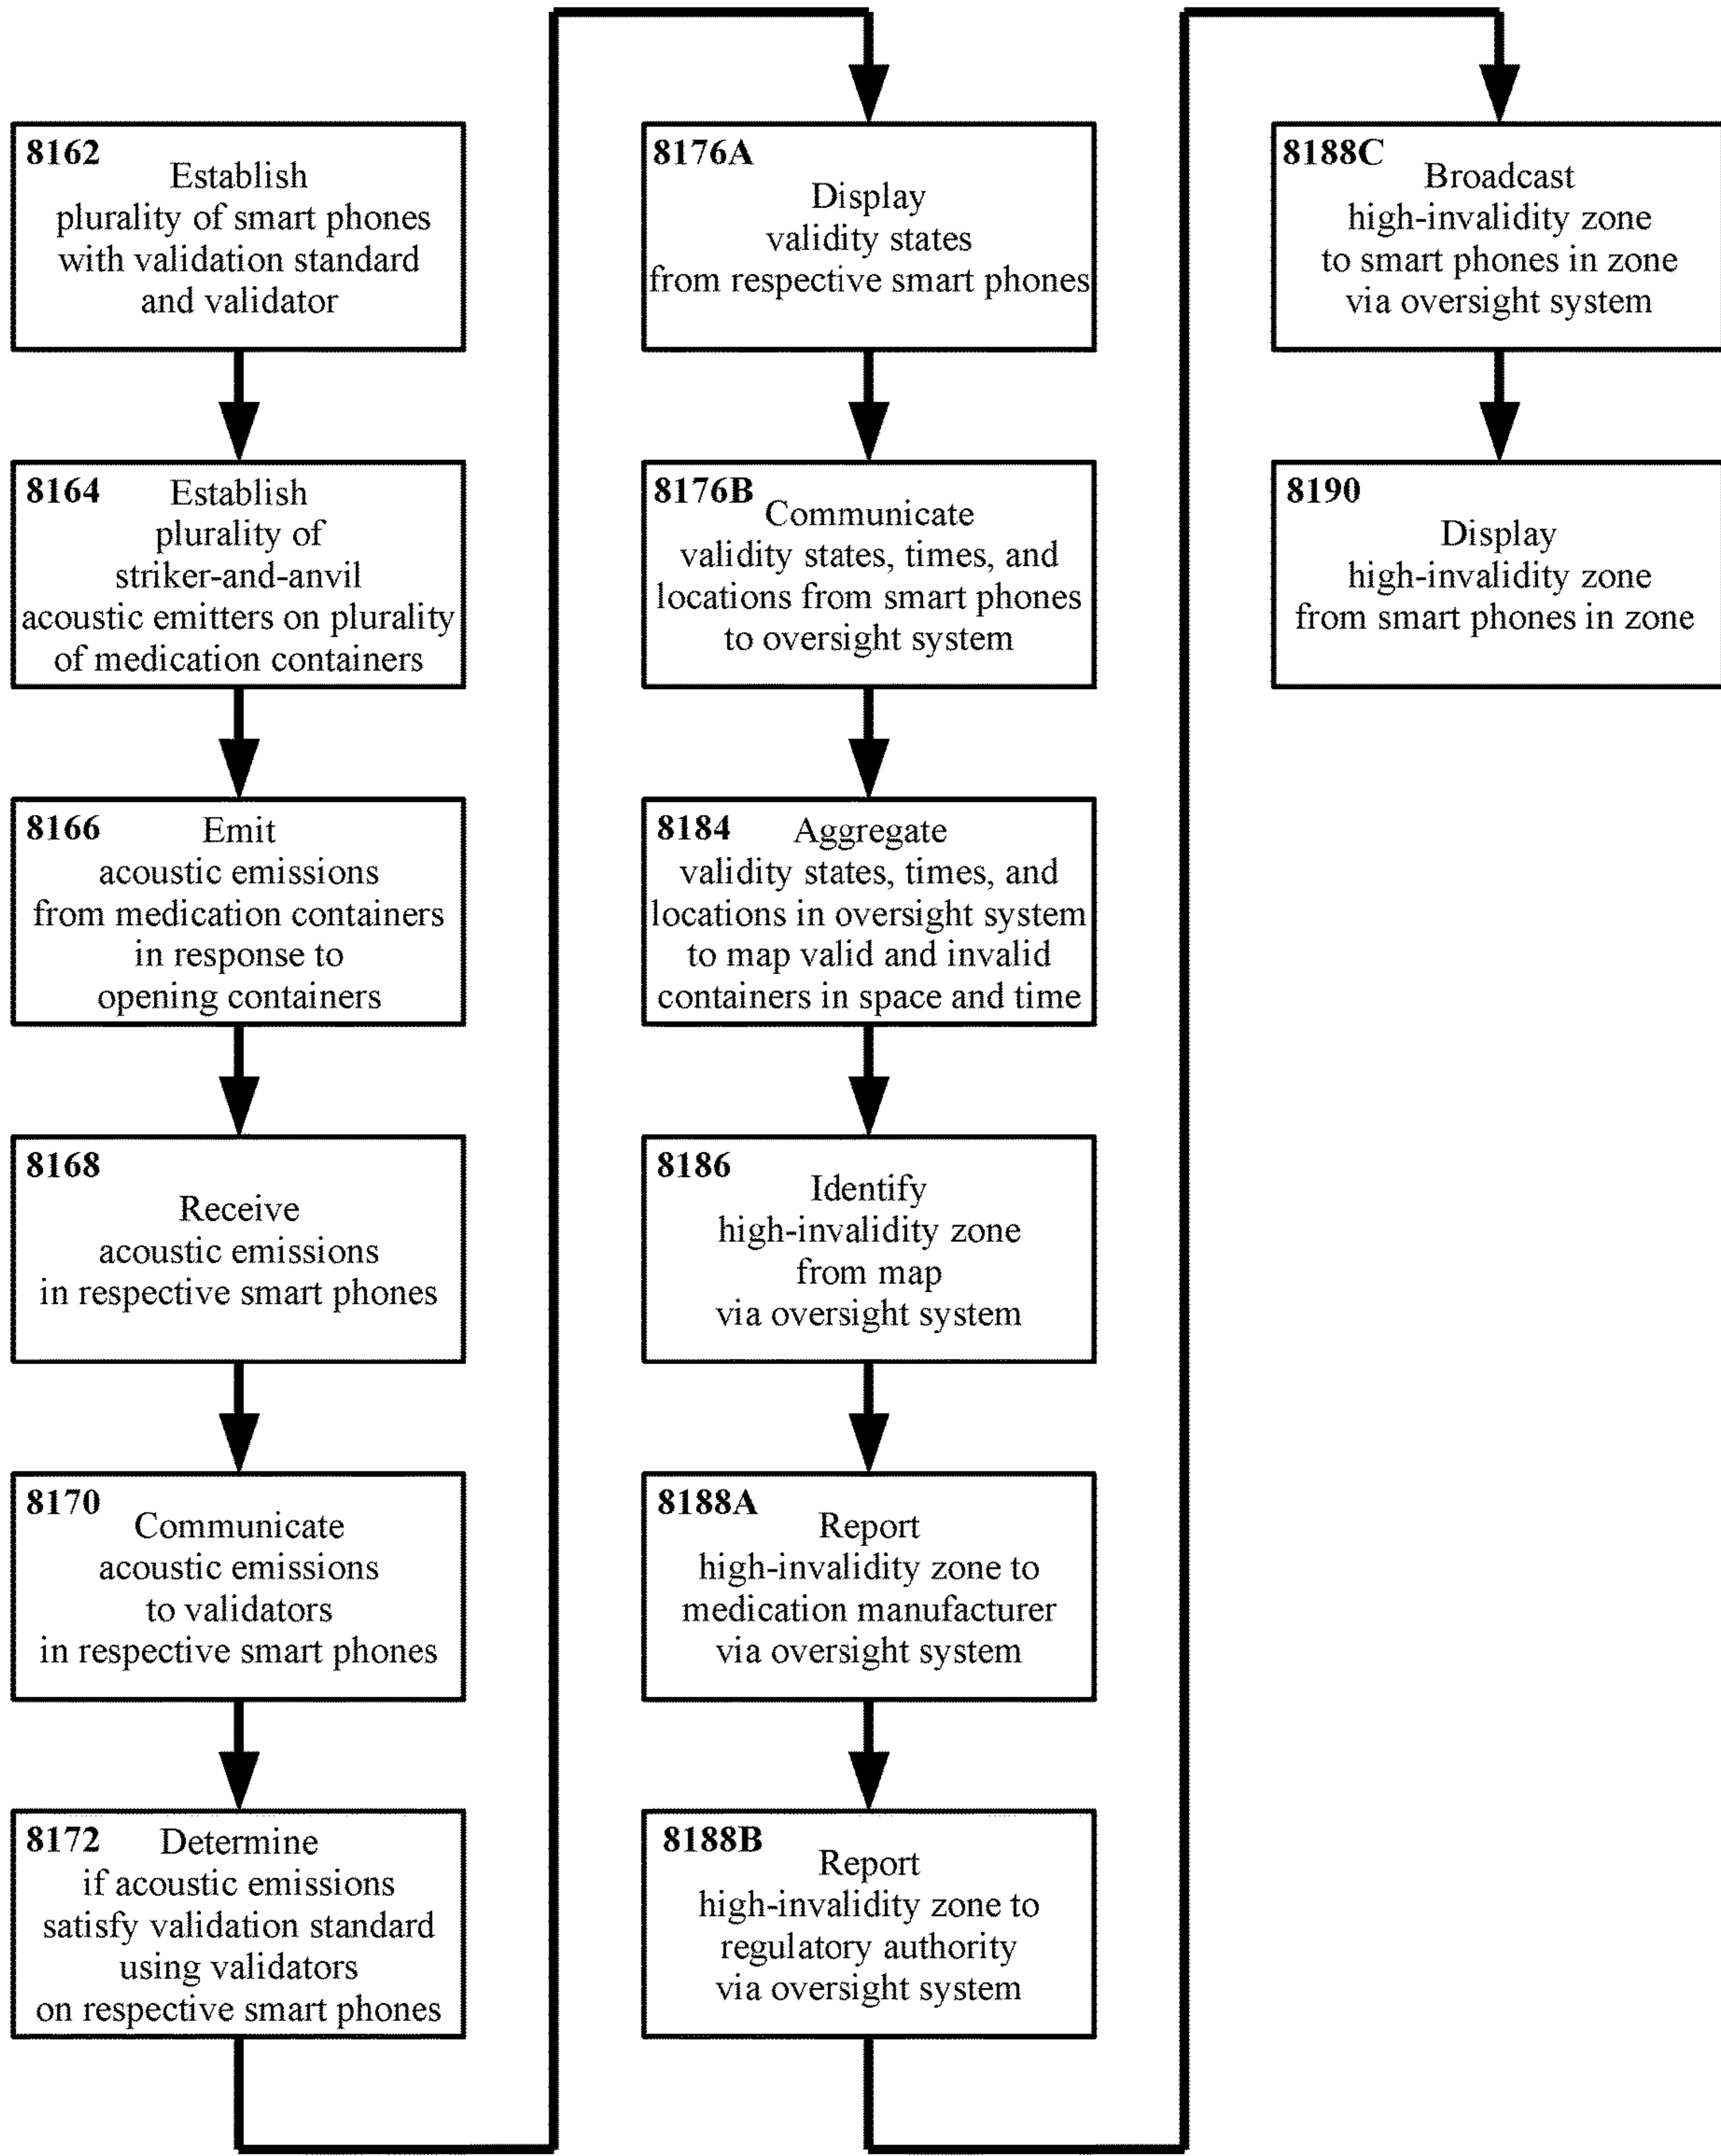 8162
Establish
plurality of smart phones
with validation standard
and validator
8164
Establish
plurality of
striker-and-anvil
acoustic emitters on plurality
of medication containers
8166
Emit
acoustic emissions
from medication containers
in response to
opening containers
8168
Receive
acoustic emissions
in respective smart phones
8170
Communicate
acoustic emissions
to validators
in respective smart phones
8172
Determine
if acoustic emissions
satisfy validation standard
using validators
on respective smart phones
8176A
Display
validity states
from respective smart phones
8176B
Communicate
validity states, times, and
locations from smart phones
to oversight system
8184
Aggregate
validity states, times, and
locations in oversight system
to map valid and invalid
containers in space and time
8186
Identify
high-invalidity zone
from map
via oversight system
8188A
Report
high-invalidity zone to
medication manufacturer
via oversight system
8188B
Report
high-invalidity zone to
regulatory authority
via oversight system
8188C
Broadcast
high-invalidity zone
to smart phones in zone
via oversight system
8190
Display
high-invalidity zone
from smart phones in zone